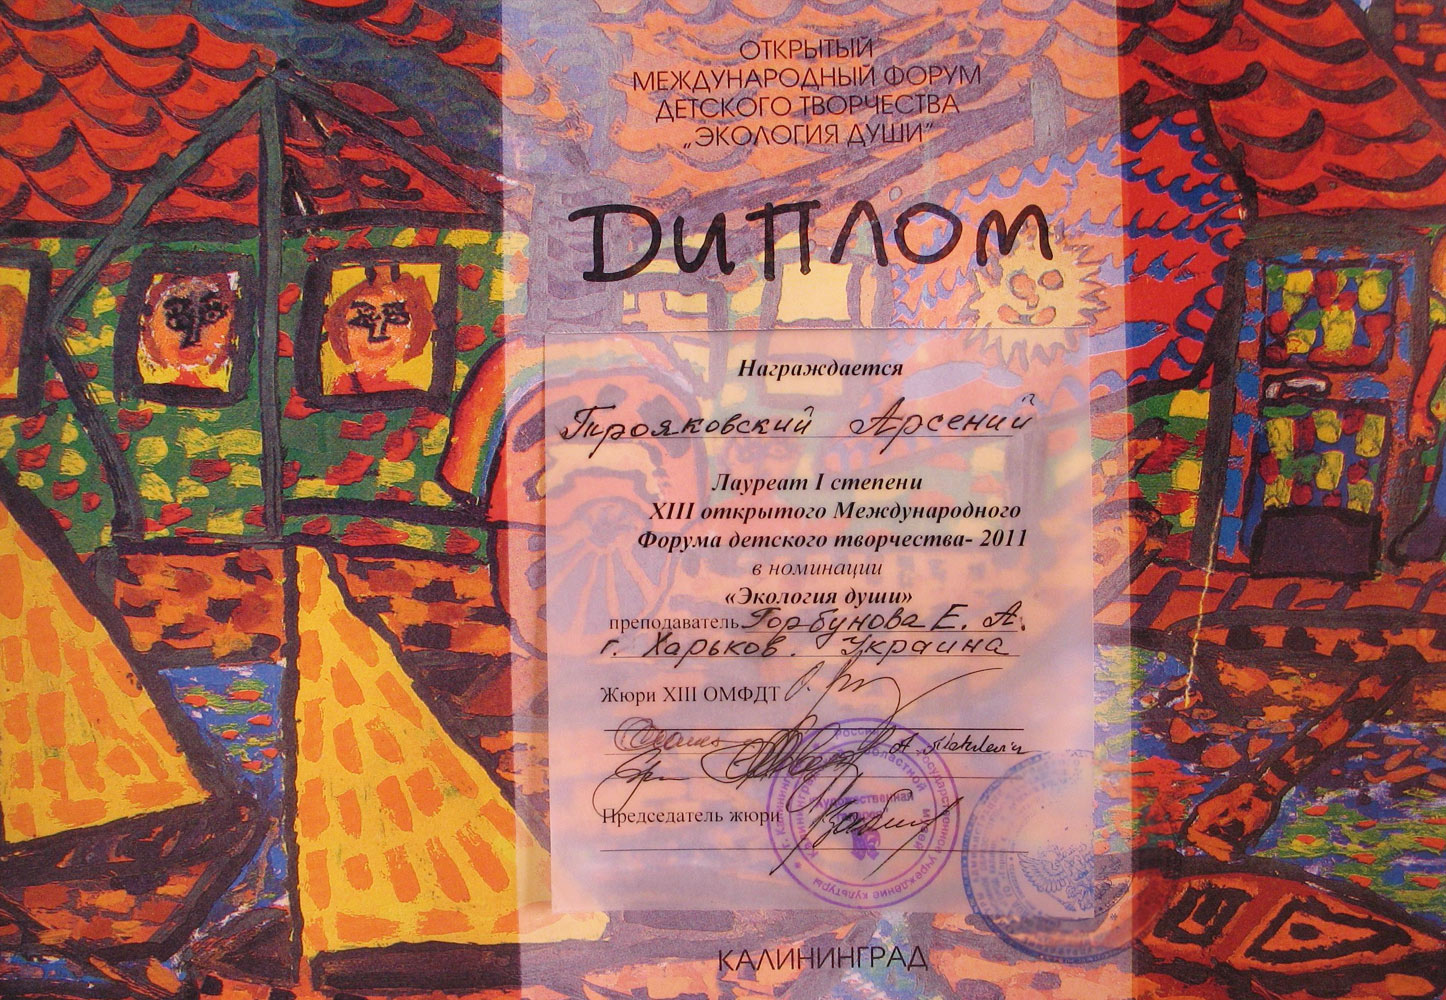 ОТКРЫТЫЙ
МЕЖДУНАРОДНЫЙ ФОРУМ
ДЕТСКОГО ТВОРЧЕСТВА
„ЭКОЛОГИЯ ДУШИ”
ДИПЛОМ
Награждается
Трояковский Арсений
Лауреат I степени
XIII открытого Международного
Форума детского творчества- 2011
в номинации
«Экология души»
преподаватель Горбунова Е. А.
г. Харьков. Украина
Жюри XIII ОМФДТ
Председатель жюри
КАЛИНИНГРАД